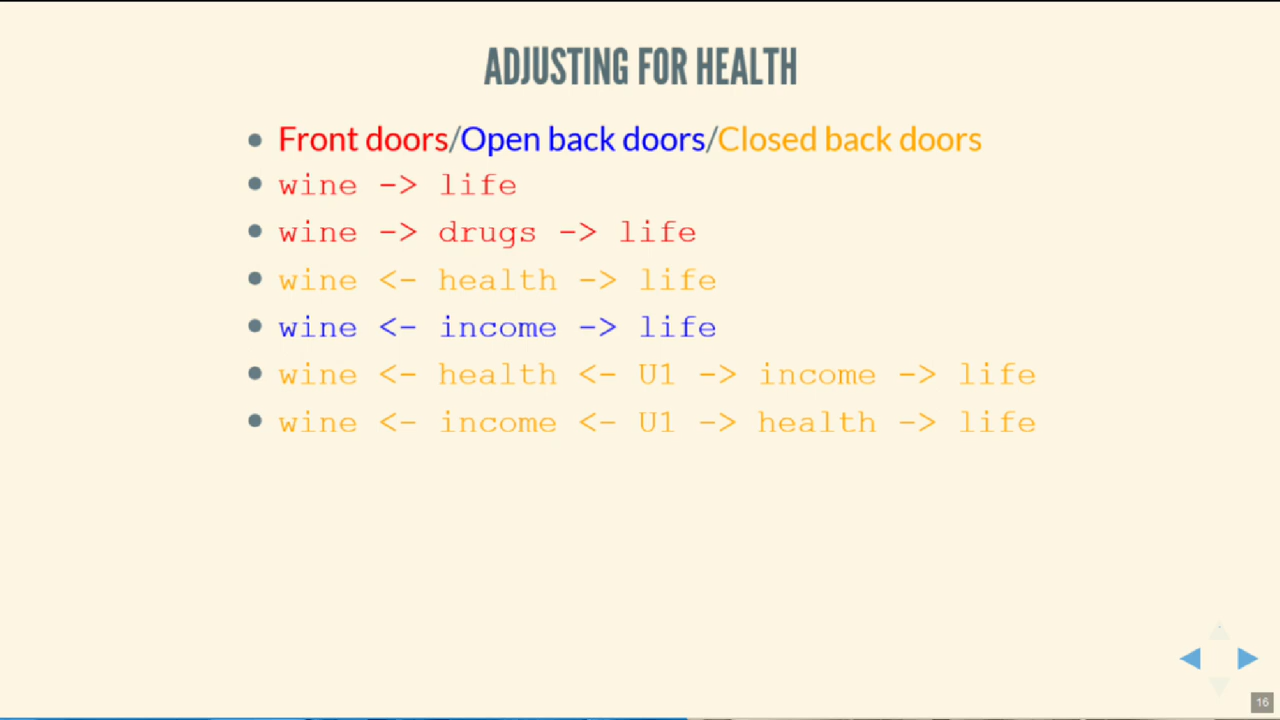 ADJUSTING FOR HEALTH
Front doors/Open back doors/Closed back doors
wine -> life
wine -> drugs -> life
wine <- health -> life
wine <- income -> life
wine <- health <- U1 -> income -> life
wine <- income <- U1 -> health -> life
16